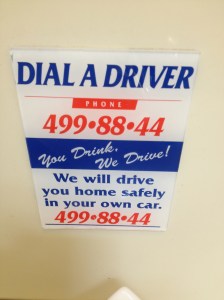 DIAL A DRIVER
PHONE
499•88•44
You Drink,
We Drive!
We will drive
you home safely
in your own car.
499•88•44